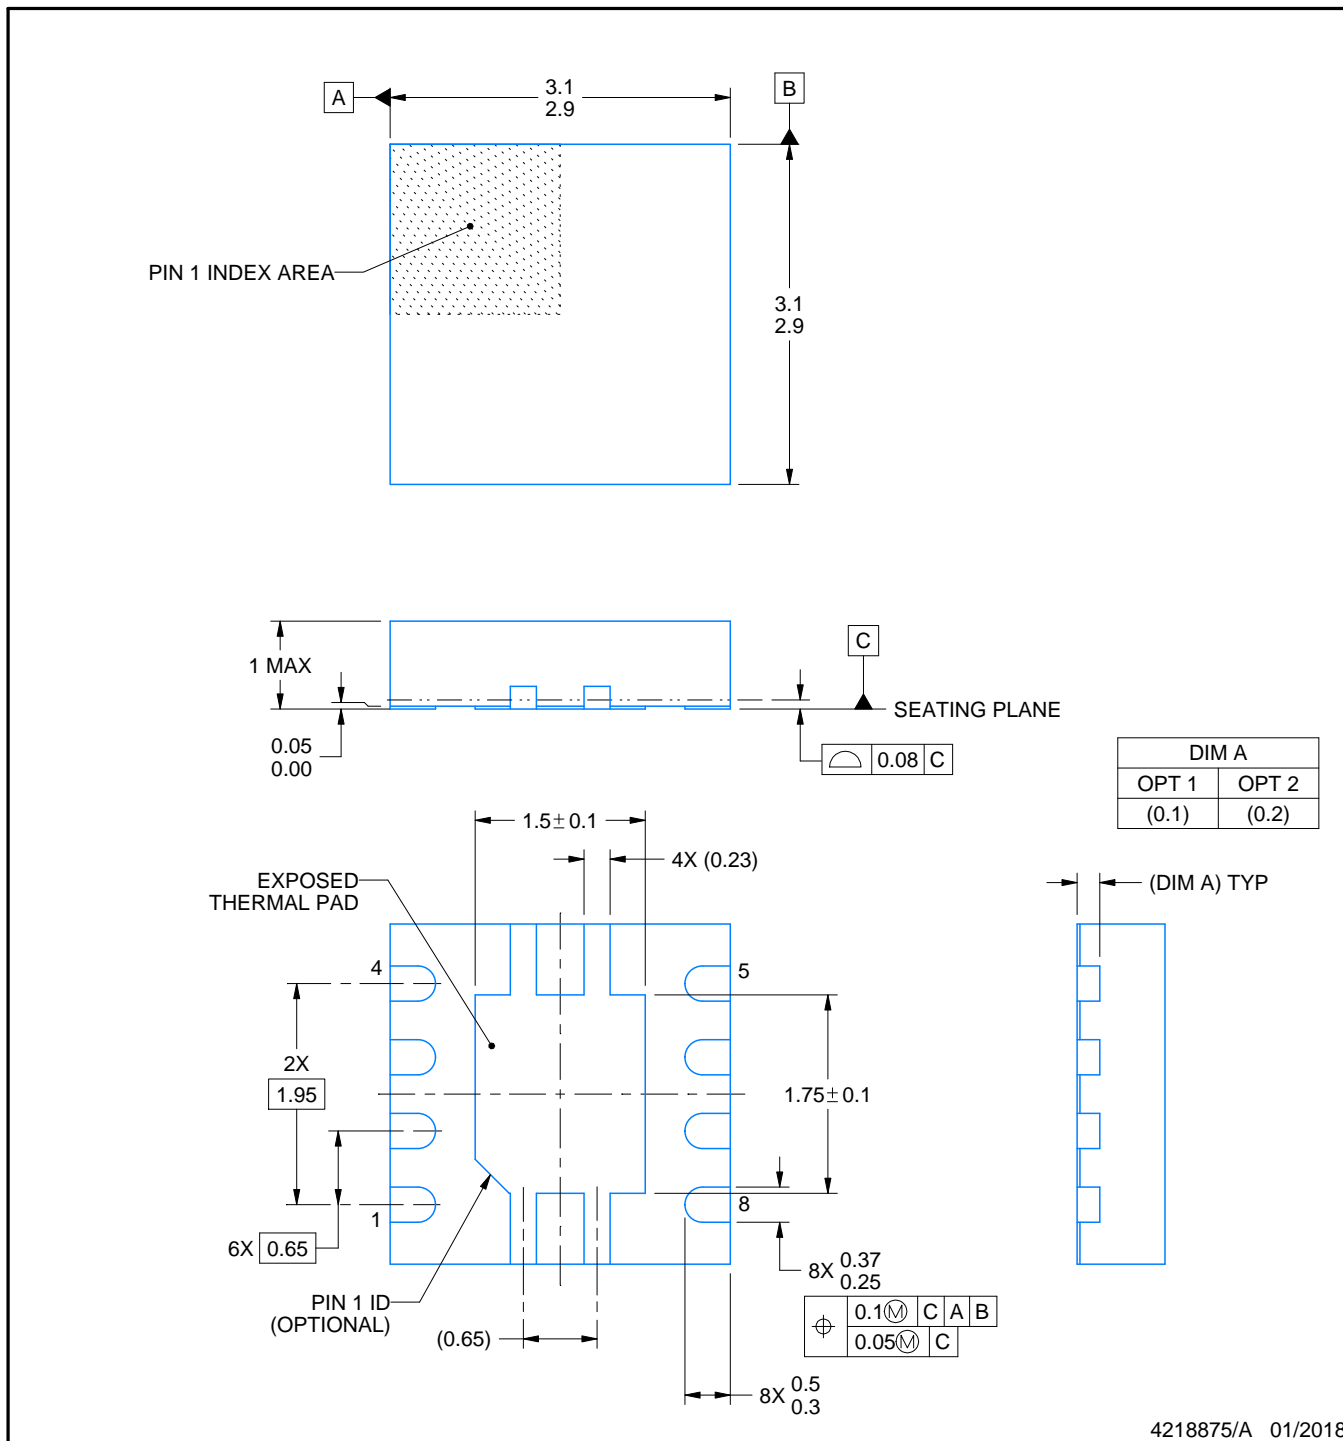 A
3.1
2.9
B
PIN 1 INDEX AREA
3.1
2.9
1 MAX
C
SEATING PLANE
0.05
0.00
0.08 C
DIM A
OPT 1 OPT 2
(0.1) (0.2)
1.5±0.1
4X (0.23)
EXPOSED
THERMAL PAD
(DIM A) TYP
4
5
2X
1.95
1.75±0.1
1
8
6X 0.65
8X 0.37
0.25
PIN 1 ID
(OPTIONAL)
(0.65)
0.1Ⓜ C A B
0.05Ⓜ C
8X 0.5
0.3
4218875/A 01/2018